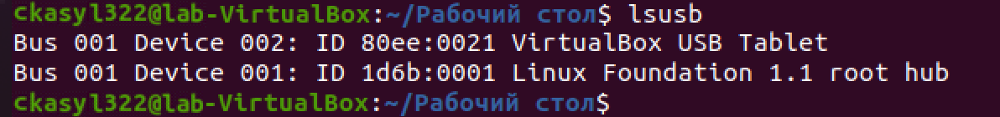 ckasyl322@lab-VirtualBox:~/Рабочий стол$ lsusb
Bus 001 Device 002: ID 80ee:0021 VirtualBox USB Tablet
Bus 001 Device 001: ID 1d6b:0001 Linux Foundation 1.1 root hub
ckasyl322@lab-VirtualBox:~/Рабочий стол$